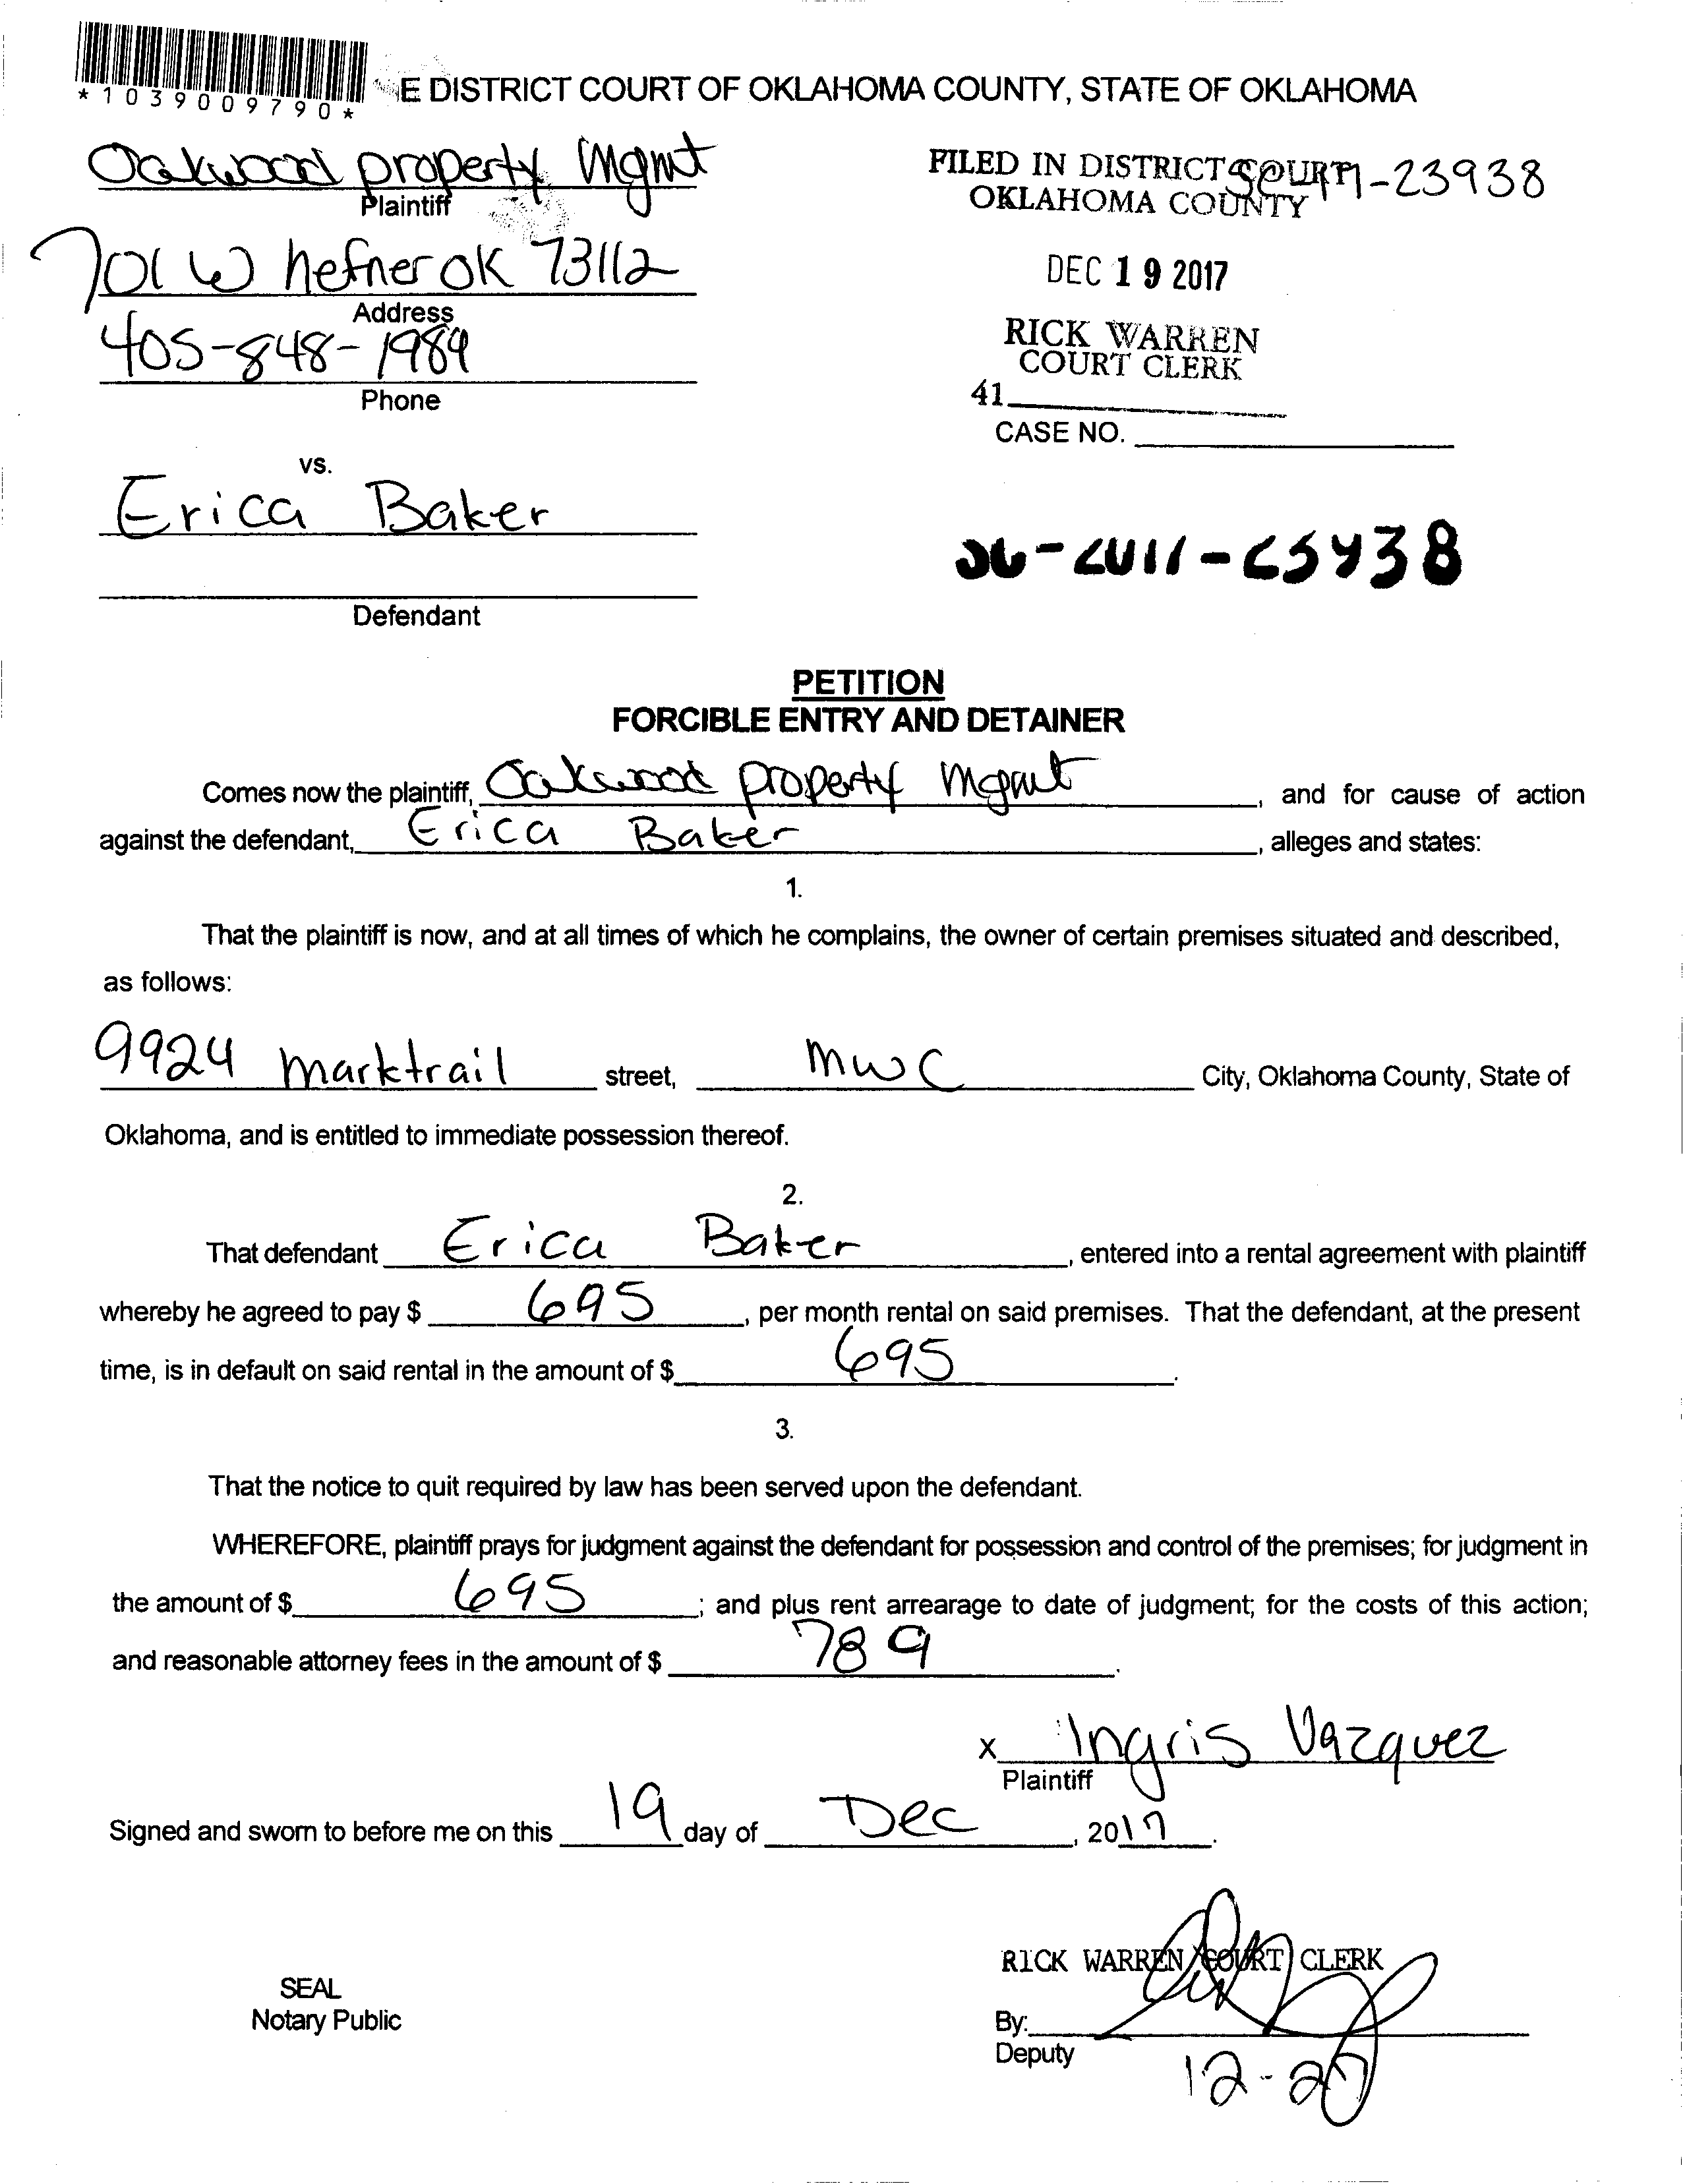 *1039009790*
E DISTRICT COURT OF OKLAHOMA COUNTY, STATE OF OKLAHOMA
Oakwood property Mgmt
Plaintiff
FILED IN DISTRICT COURT
-23938
OKLAHOMA COUNTY
701 W hefner OK 73112
Address
DEC 19 2017
405-848-1989
Phone
RICK WARREN
COURT CLERK
41
CASE NO.
vs.
Erica Baker
Defendant
PETITION
FORCIBLE ENTRY AND DETAINER
Comes now the plaintiff, Oakwood property Mgmt, and for cause of action
against the defendant, Erica Baker, alleges and states:
1.
That the plaintiff is now, and at all times of which he complains, the owner of certain premises situated and described,
as follows:
9924 marktrail street, MWC City, Oklahoma County, State of
Oklahoma, and is entitled to immediate possession thereof.
2.
That defendant Erica Baker, entered into a rental agreement with plaintiff
whereby he agreed to pay $ 695, per month rental on said premises. That the defendant, at the present
time, is in default on said rental in the amount of $ 695.
3.
That the notice to quit required by law has been served upon the defendant.
WHEREFORE, plaintiff prays for judgment against the defendant for possession and control of the premises; for judgment in
the amount of $ 695; and plus rent arrearage to date of judgment; for the costs of this action;
and reasonable attorney fees in the amount of $ 789.
x Ingris Vazquez
Plaintiff
Signed and sworn to before me on this 19 day of Dec, 2017.
RICK WARREN COURT CLERK
SEAL
Notary Public
By:
Deputy
12-27